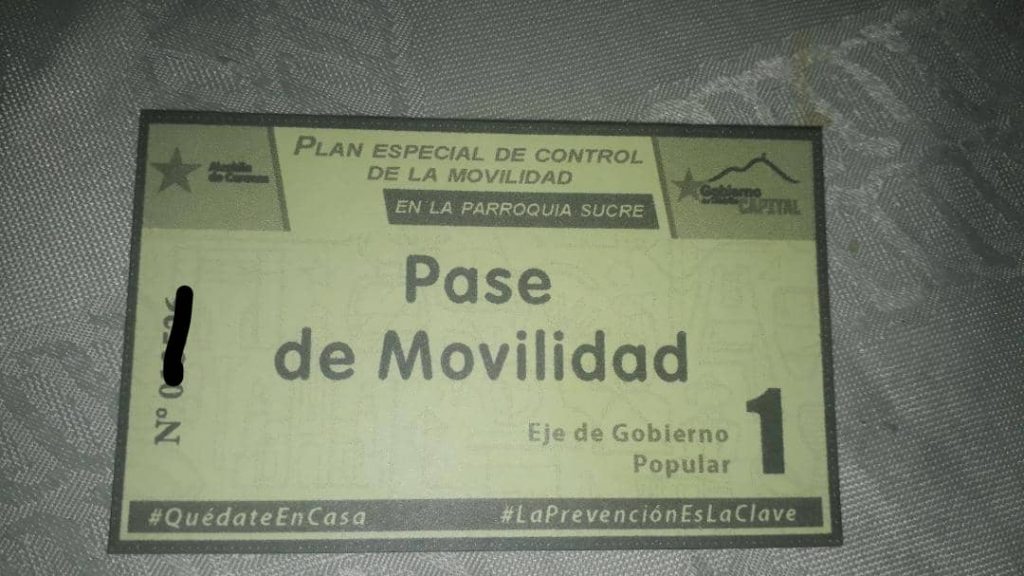 Alcaldía
de Caracas
PLAN ESPECIAL DE CONTROL
DE LA MOVILIDAD
EN LA PARROQUIA SUCRE
Gobierno
CAPITAL
Pase
de Movilidad
Nº 0
Eje de Gobierno
Popular
1
#QuédateEnCasa
#LaPrevenciónEsLaClave